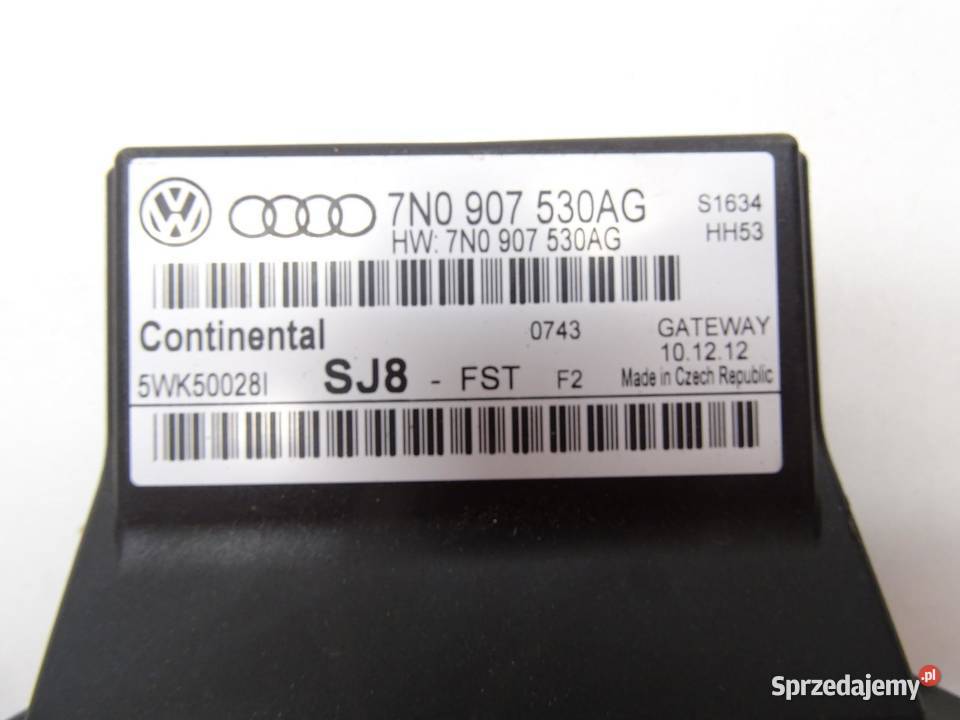 7N0 907 530AG S1634
HW: 7N0 907 530AG HH53
Continental 0743 GATEWAY
10.12.12
5WK50028I SJ8 - FST F2 Made in Czech Republic
Sprzedajemy.pl